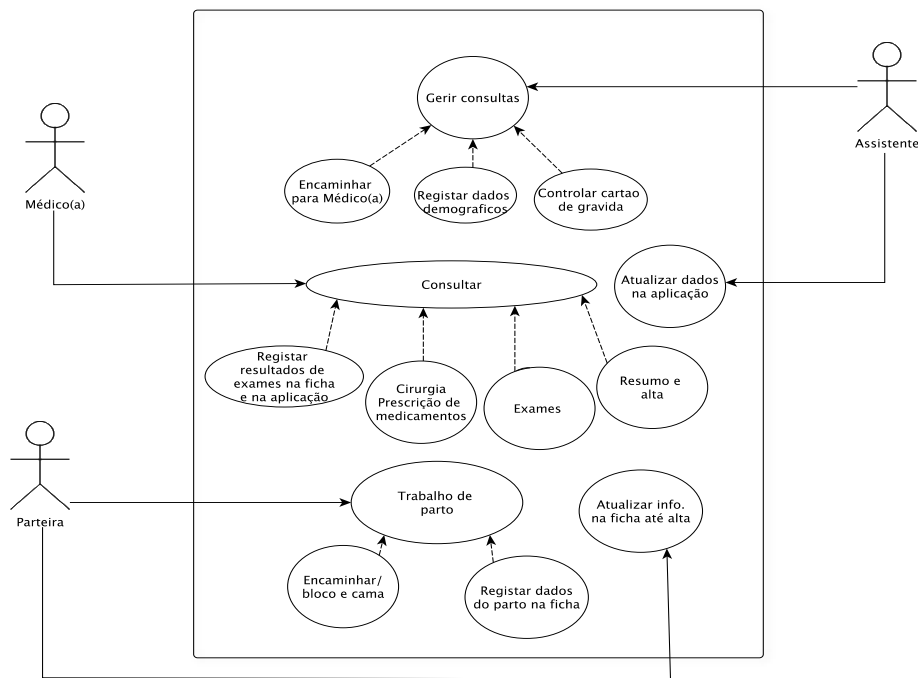 Gerir consultas
Assistente
Encaminhar
para Médico(a)
Registar dados
demograficos
Controlar cartao
de gravida
Médico(a)
Consultar
Atualizar dados
na aplicação
Registar
resultados de
exames na ficha
e na aplicação
Cirurgia
Prescrição de
medicamentos
Exames
Resumo e
alta
Parteira
Trabalho de
parto
Atualizar info.
na ficha até alta
Encaminhar/
bloco e cama
Registar dados
do parto na ficha